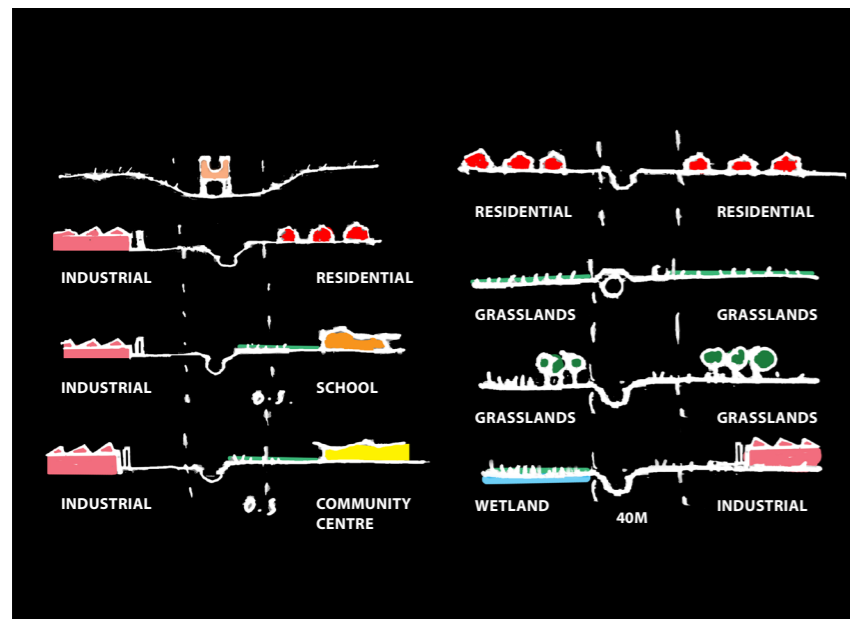 INDUSTRIAL
RESIDENTIAL
INDUSTRIAL
SCHOOL
O.S.
INDUSTRIAL
O.S
COMMUNITY
CENTRE
RESIDENTIAL
RESIDENTIAL
GRASSLANDS
GRASSLANDS
GRASSLANDS
GRASSLANDS
WETLAND
40M
INDUSTRIAL